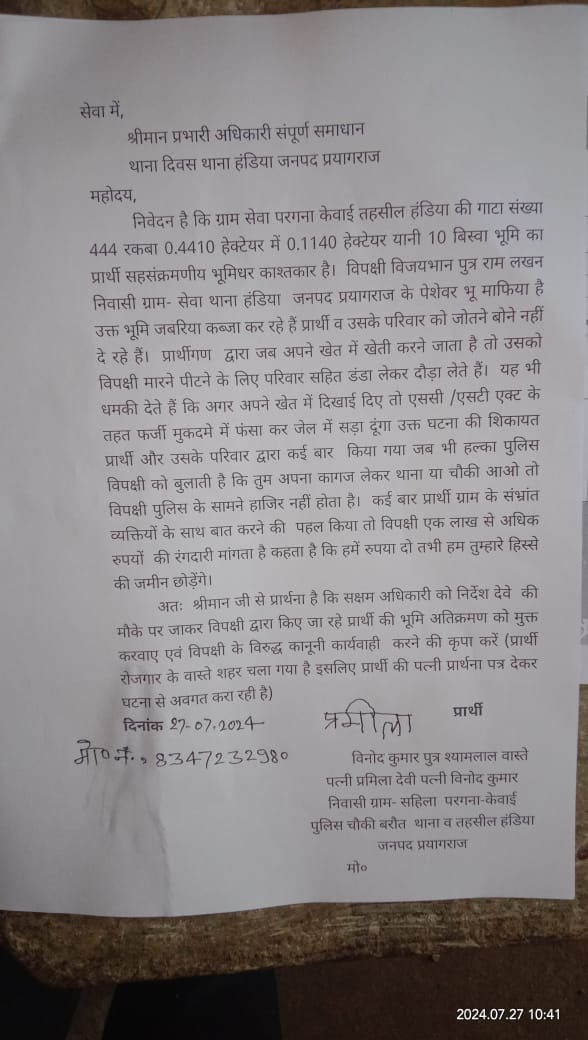 सेवा में,
श्रीमान प्रभारी अधिकारी संपूर्ण समाधान
थाना दिवस थाना हंडिया जनपद प्रयागराज
महोदय,
निवेदन है कि ग्राम सेवा परगना केवाई तहसील हंडिया की गाटा संख्या
444 रकबा 0.4410 हेक्टेयर में 0.1140 हेक्टेयर यानी 10 बिस्वा भूमि का
प्रार्थी सहसंक्रमणीय भूमिधर काश्तकार है। विपक्षी विजयभान पुत्र राम लखन
निवासी ग्राम- सेवा थाना हंडिया जनपद प्रयागराज के पेशेवर भू माफिया है
उक्त भूमि जबरिया कब्जा कर रहे हैं प्रार्थी व उसके परिवार को जोतने बोने नहीं
दे रहे हैं। प्रार्थीगण द्वारा जब अपने खेत में खेती करने जाता है तो उसको
विपक्षी मारने पीटने के लिए परिवार सहित डंडा लेकर दौड़ा लेते हैं। यह भी
धमकी देते हैं कि अगर अपने खेत में दिखाई दिए तो एससी /एसटी एक्ट के
तहत फर्जी मुकदमे में फंसा कर जेल में सड़ा दूंगा उक्त घटना की शिकायत
प्रार्थी और उसके परिवार द्वारा कई बार किया गया जब भी हल्का पुलिस
विपक्षी को बुलाती है कि तुम अपना कागज लेकर थाना या चौकी आओ तो
विपक्षी पुलिस के सामने हाजिर नहीं होता है। कई बार प्रार्थी ग्राम के संभ्रांत
व्यक्तियों के साथ बात करने की पहल किया तो विपक्षी एक लाख से अधिक
रुपयों की रंगदारी मांगता है कहता है कि हमें रुपया दो तभी हम तुम्हारे हिस्से
की जमीन छोड़ेंगे।
अतः श्रीमान जी से प्रार्थना है कि सक्षम अधिकारी को निर्देश देवे की
मौके पर जाकर विपक्षी द्वारा किए जा रहे प्रार्थी की भूमि अतिक्रमण को मुक्त
करवाए एवं विपक्षी के विरुद्ध कानूनी कार्यवाही करने की कृपा करें (प्रार्थी
रोजगार के वास्ते शहर चला गया है इसलिए प्रार्थी की पत्नी प्रार्थना पत्र देकर
घटना से अवगत करा रही है)
दिनांक 27-07.2024 प्रमीला प्रार्थी
मो०नं., 8347232980
विनोद कुमार पुत्र श्यामलाल वास्ते
पत्नी प्रमिला देवी पत्नी विनोद कुमार
निवासी ग्राम- सहिला परगना-केवाई
पुलिस चौकी बरौत थाना व तहसील हंडिया
जनपद प्रयागराज
मो०
2024.07.27 10:41